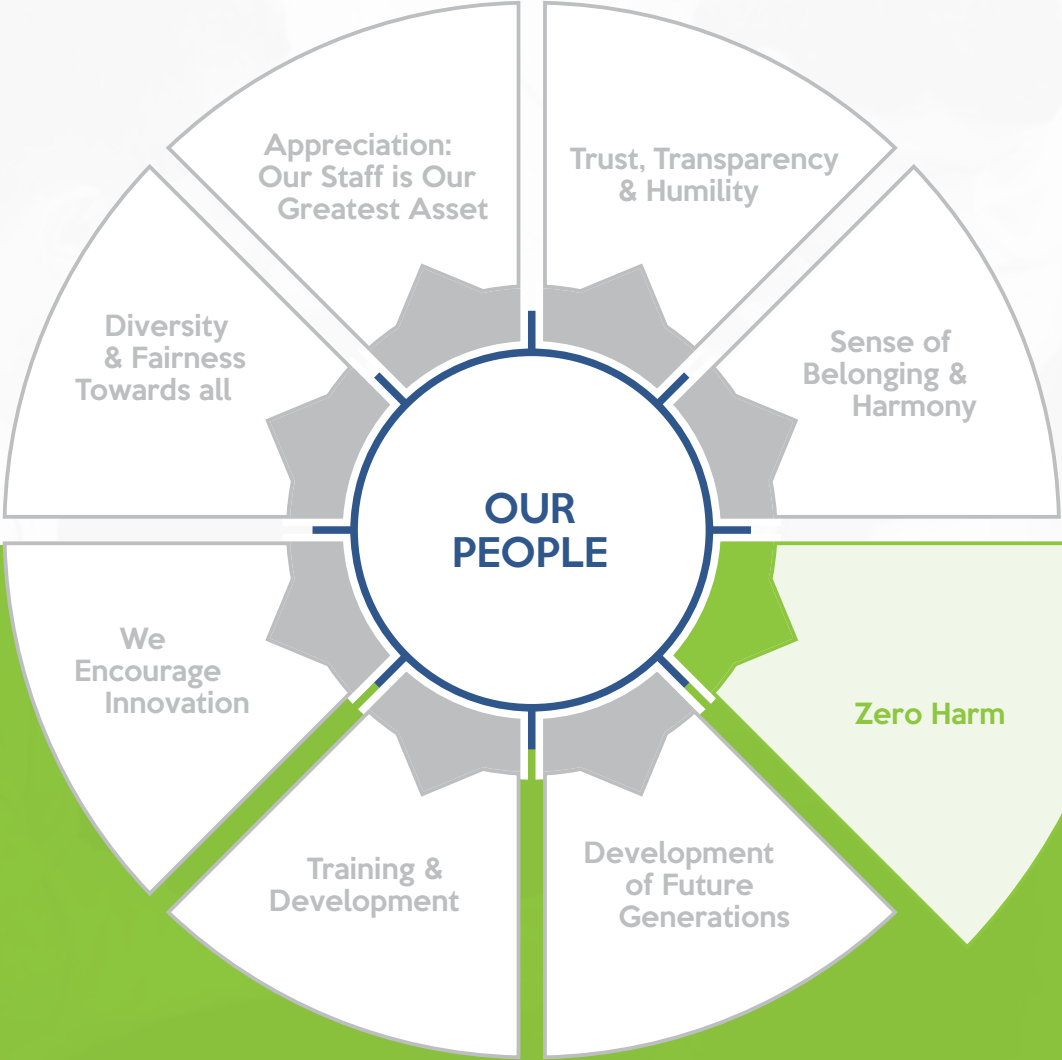 Appreciation:
Our Staff is Our
Greatest Asset
Trust, Transparency
& Humility
Diversity
& Fairness
Towards all
Sense of
Belonging &
Harmony
OUR
PEOPLE
We
Encourage
Innovation
Zero Harm
Training &
Development
Development
of Future
Generations